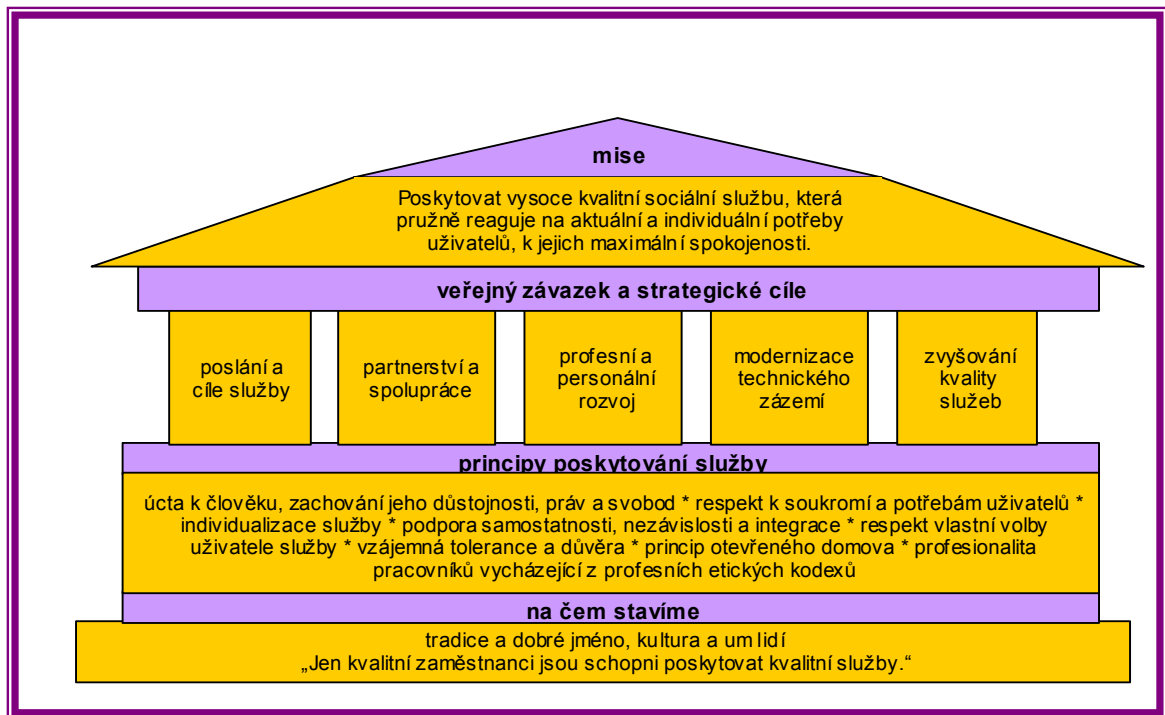 mise
Poskytovat vysoce kvalitní sociální službu, která
pružně reaguje na aktuální a individuální potřeby
uživatelů, k jejich maximální spokojenosti.
veřejný závazek a strategické cíle
poslání a
cíle služby
partnerství a
spolupráce
profesní a
personální
rozvoj
modernizace
technického
zázemí
zvyšování
kvality
služeb
principy poskytování služby
úcta k člověku, zachování jeho důstojnosti, práv a svobod * respekt k soukromí a potřebám uživatelů *
individualizace služby * podpora samostatnosti, nezávislosti a integrace * respekt vlastní volby
uživatele služby * vzájemná tolerance a důvěra * princip otevřeného domova * profesionalita
pracovníků vycházející z profesních etických kodexů
na čem stavíme
tradice a dobré jméno, kultura a um lidí
„Jen kvalitní zaměstnanci jsou schopni poskytovat kvalitní služby.“